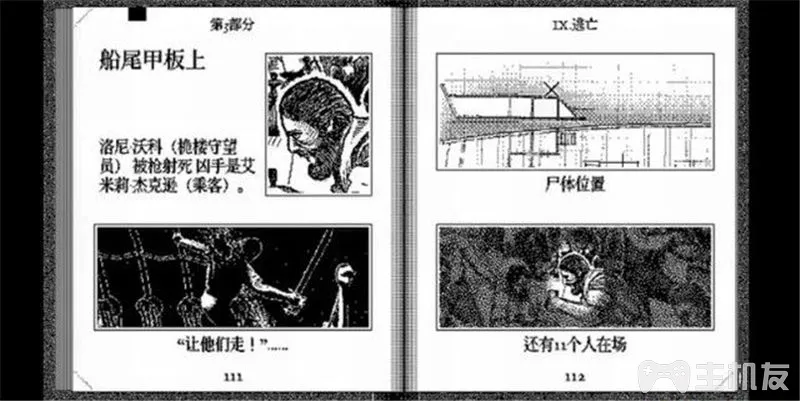 第3部分
船尾甲板上
洛尼·沃科（桅楼守望
员）被枪射死 凶手是艾
米莉·杰克逊（乘客）。
“让他们走！”……
111
IX.逃亡
尸体位置
还有11个人在场
112
主机友